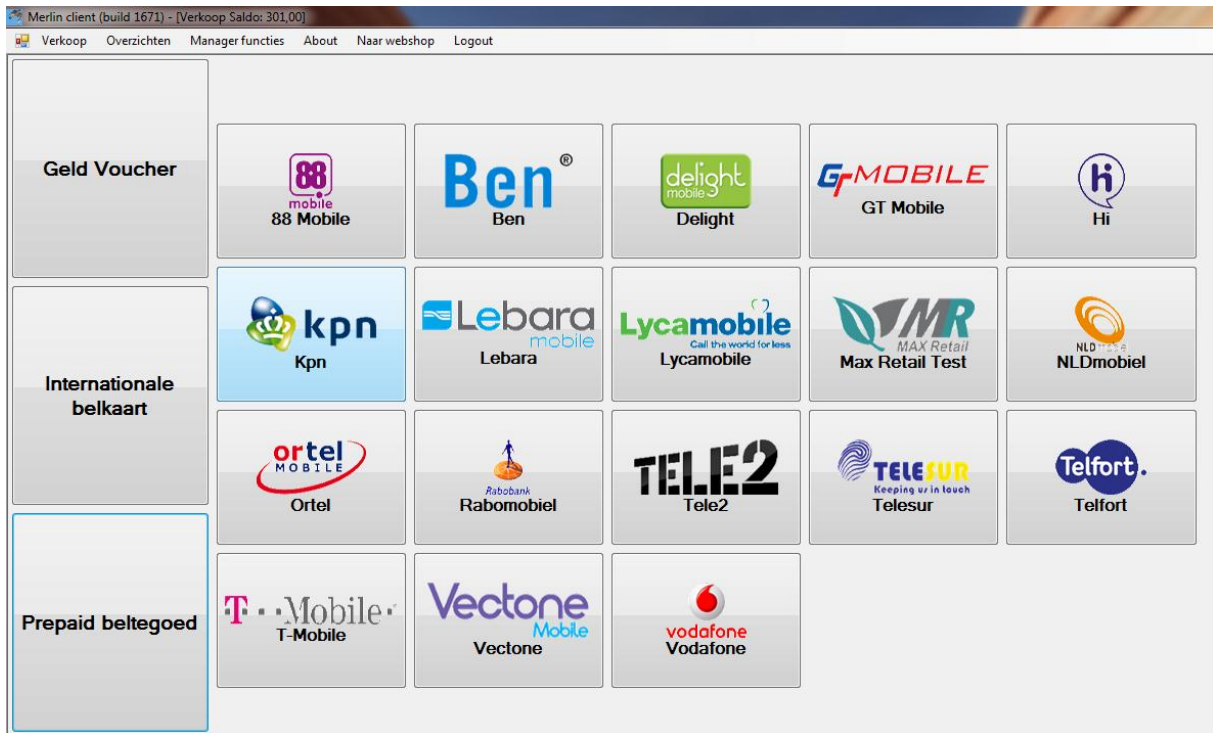 Merlin client (build 1671) - [Verkoop Saldo: 301,00]
Verkoop Overzichten Manager functies About Naar webshop Logout
Geld Voucher
88
mobile
88 Mobile
Ben®
Ben
delight
mobile
Delight
GT MOBILE
GT Mobile
hi
Hi
Internationale
belkaart
kpn
Kpn
Lebara
mobile
Lebara
Lycamobile
Call the world for less
Lycamobile
MR
MAX Retail
Max Retail Test
NLDmobiel
ortel
MOBILE
Ortel
Rabobank
Rabomobiel
TELE2
Tele2
TELESUR
Keeping us in touch
Telesur
Telfort.
Telfort
Prepaid beltegoed
T··Mobile·
T-Mobile
Vectone
Mobile
Vectone
vodafone
Vodafone